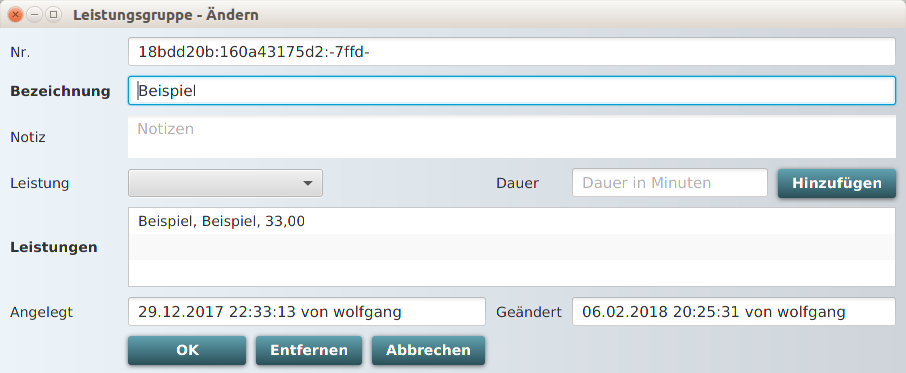 Leistungsgruppe - Ändern
Nr. 18bdd20b:160a43175d2:-7ffd-
Bezeichnung Beispiel
Notiz Notizen
Leistung Dauer Dauer in Minuten Hinzufügen
Beispiel, Beispiel, 33,00
Leistungen
Angelegt 29.12.2017 22:33:13 von wolfgang Geändert 06.02.2018 20:25:31 von wolfgang
OK Entfernen Abbrechen